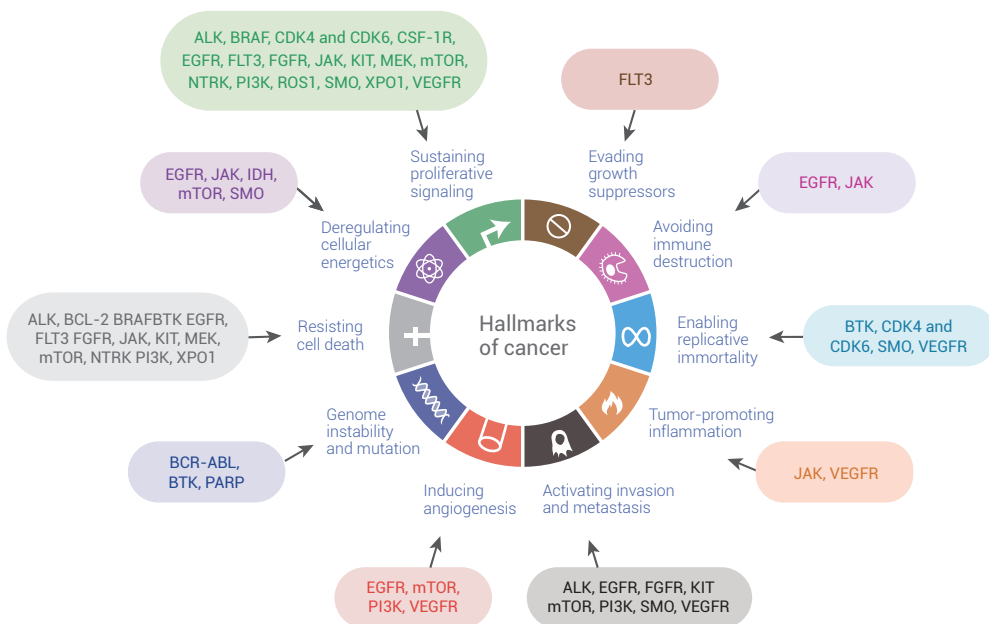 ALK, BRAF, CDK4 and CDK6, CSF-1R,
EGFR, FLT3, FGFR, JAK, KIT, MEK, mTOR,
NTRK, PI3K, ROS1, SMO, XPO1, VEGFR
FLT3
Sustaining
proliferative
signaling
Evading
growth
suppressors
EGFR, JAK, IDH,
mTOR, SMO
EGFR, JAK
Deregulating
cellular
energetics
Avoiding
immune
destruction
ALK, BCL-2 BRAFBTK EGFR,
FLT3 FGFR, JAK, KIT, MEK,
mTOR, NTRK PI3K, XPO1
Resisting
cell death
Hallmarks
of cancer
Enabling
replicative
immortality
BTK, CDK4 and
CDK6, SMO, VEGFR
Genome
instability
and mutation
Tumor-promoting
inflammation
BCR-ABL,
BTK, PARP
JAK, VEGFR
Inducing
angiogenesis
Activating invasion
and metastasis
EGFR, mTOR,
PI3K, VEGFR
ALK, EGFR, FGFR, KIT
mTOR, PI3K, SMO, VEGFR